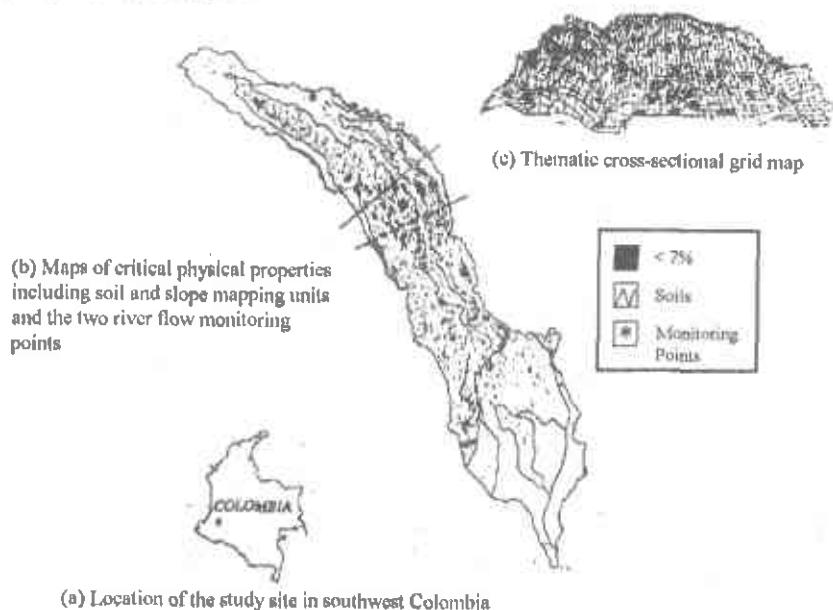 (c) Thematic cross-sectional grid map
(b) Maps of critical physical properties
including soil and slope mapping units
and the two river flow monitoring
points
< 7%
Soils
Monitoring
Points
COLOMBIA
(a) Location of the study site in southwest Colombia